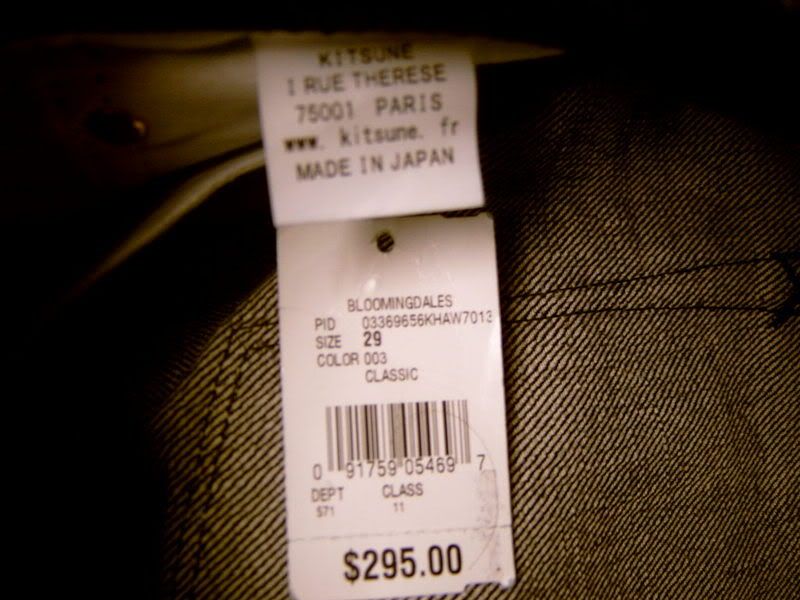 KITSUNE
1 RUE THERESE
75001 PARIS
www. kitsune. fr
MADE IN JAPAN
BLOOMINGDALES
PID 03369656KHAW7013
SIZE 29
COLOR 003
CLASSIC
0 91759 05469 7
DEPT CLASS
571 11
$295.00